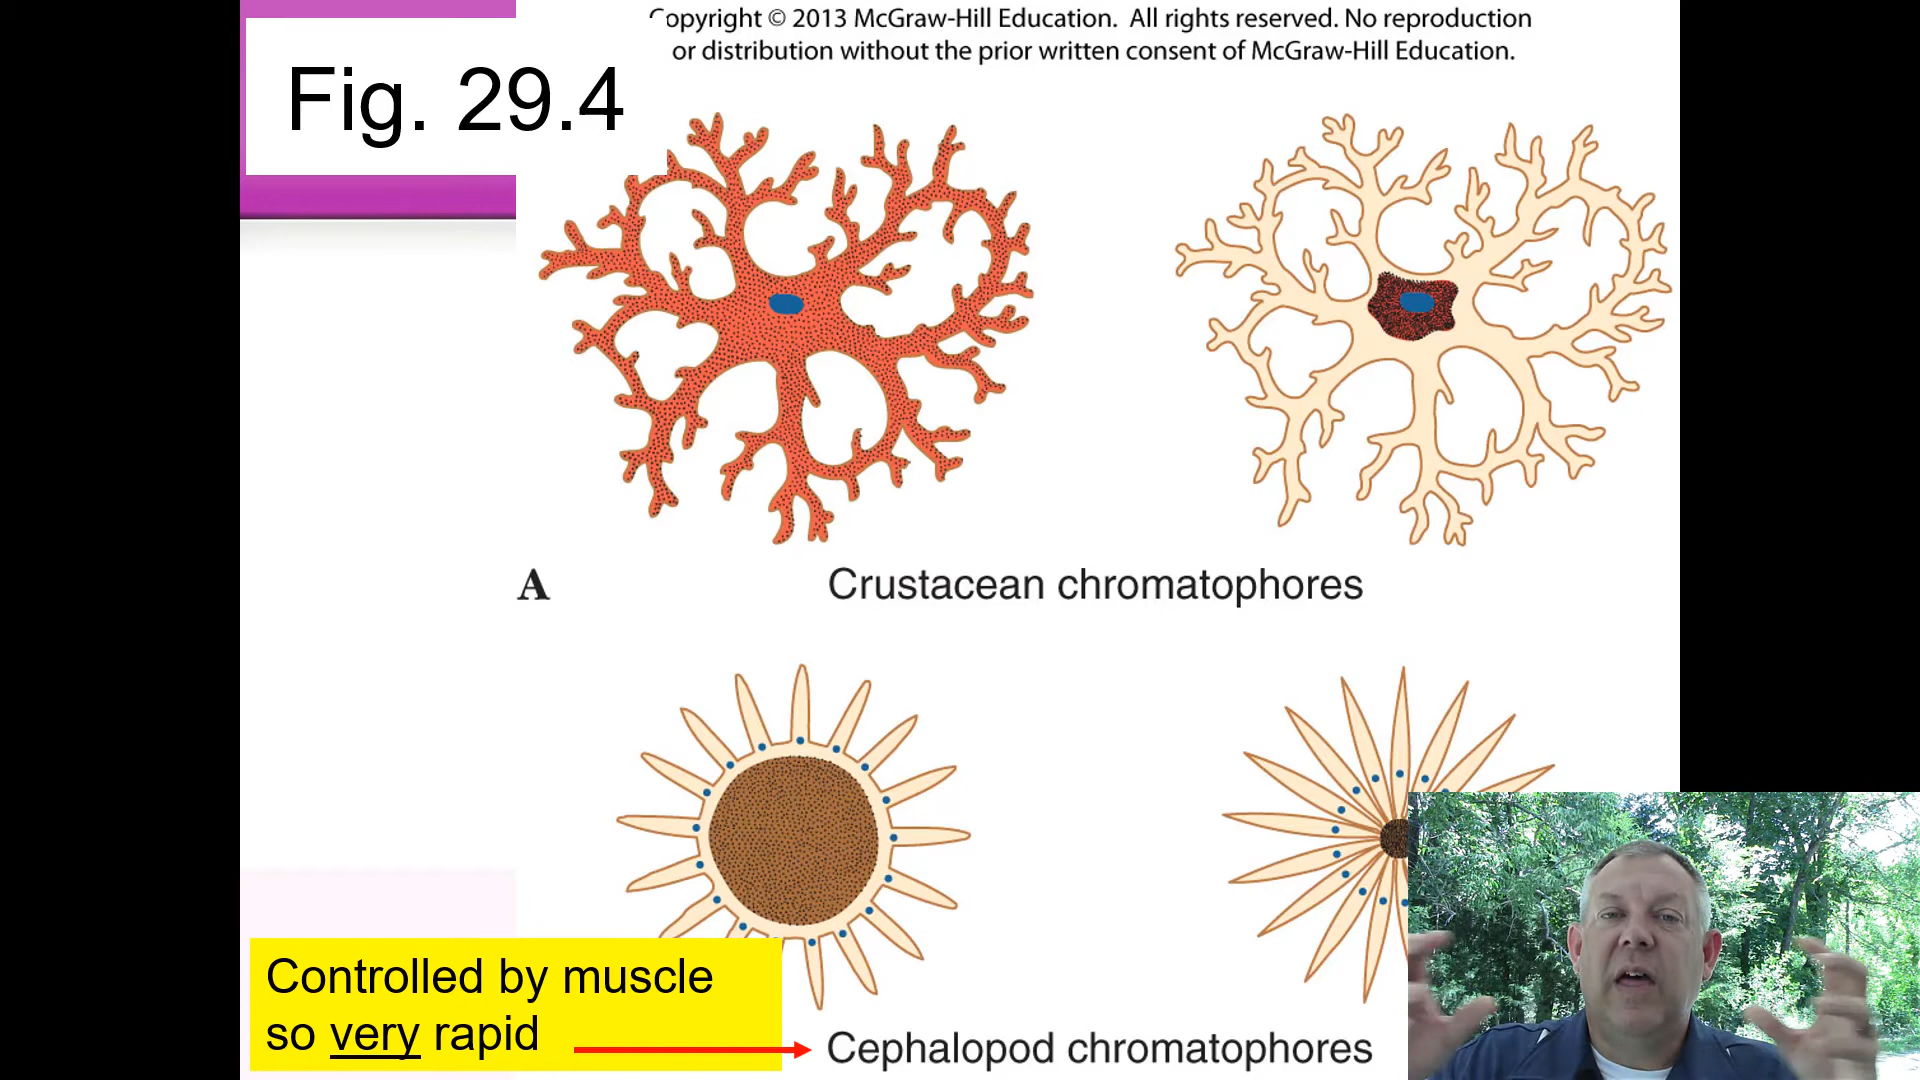 Copyright © 2013 McGraw-Hill Education. All rights reserved. No reproduction
or distribution without the prior written consent of McGraw-Hill Education.
Fig. 29.4
A
Crustacean chromatophores
Controlled by muscle
so very rapid
Cephalopod chromatophores